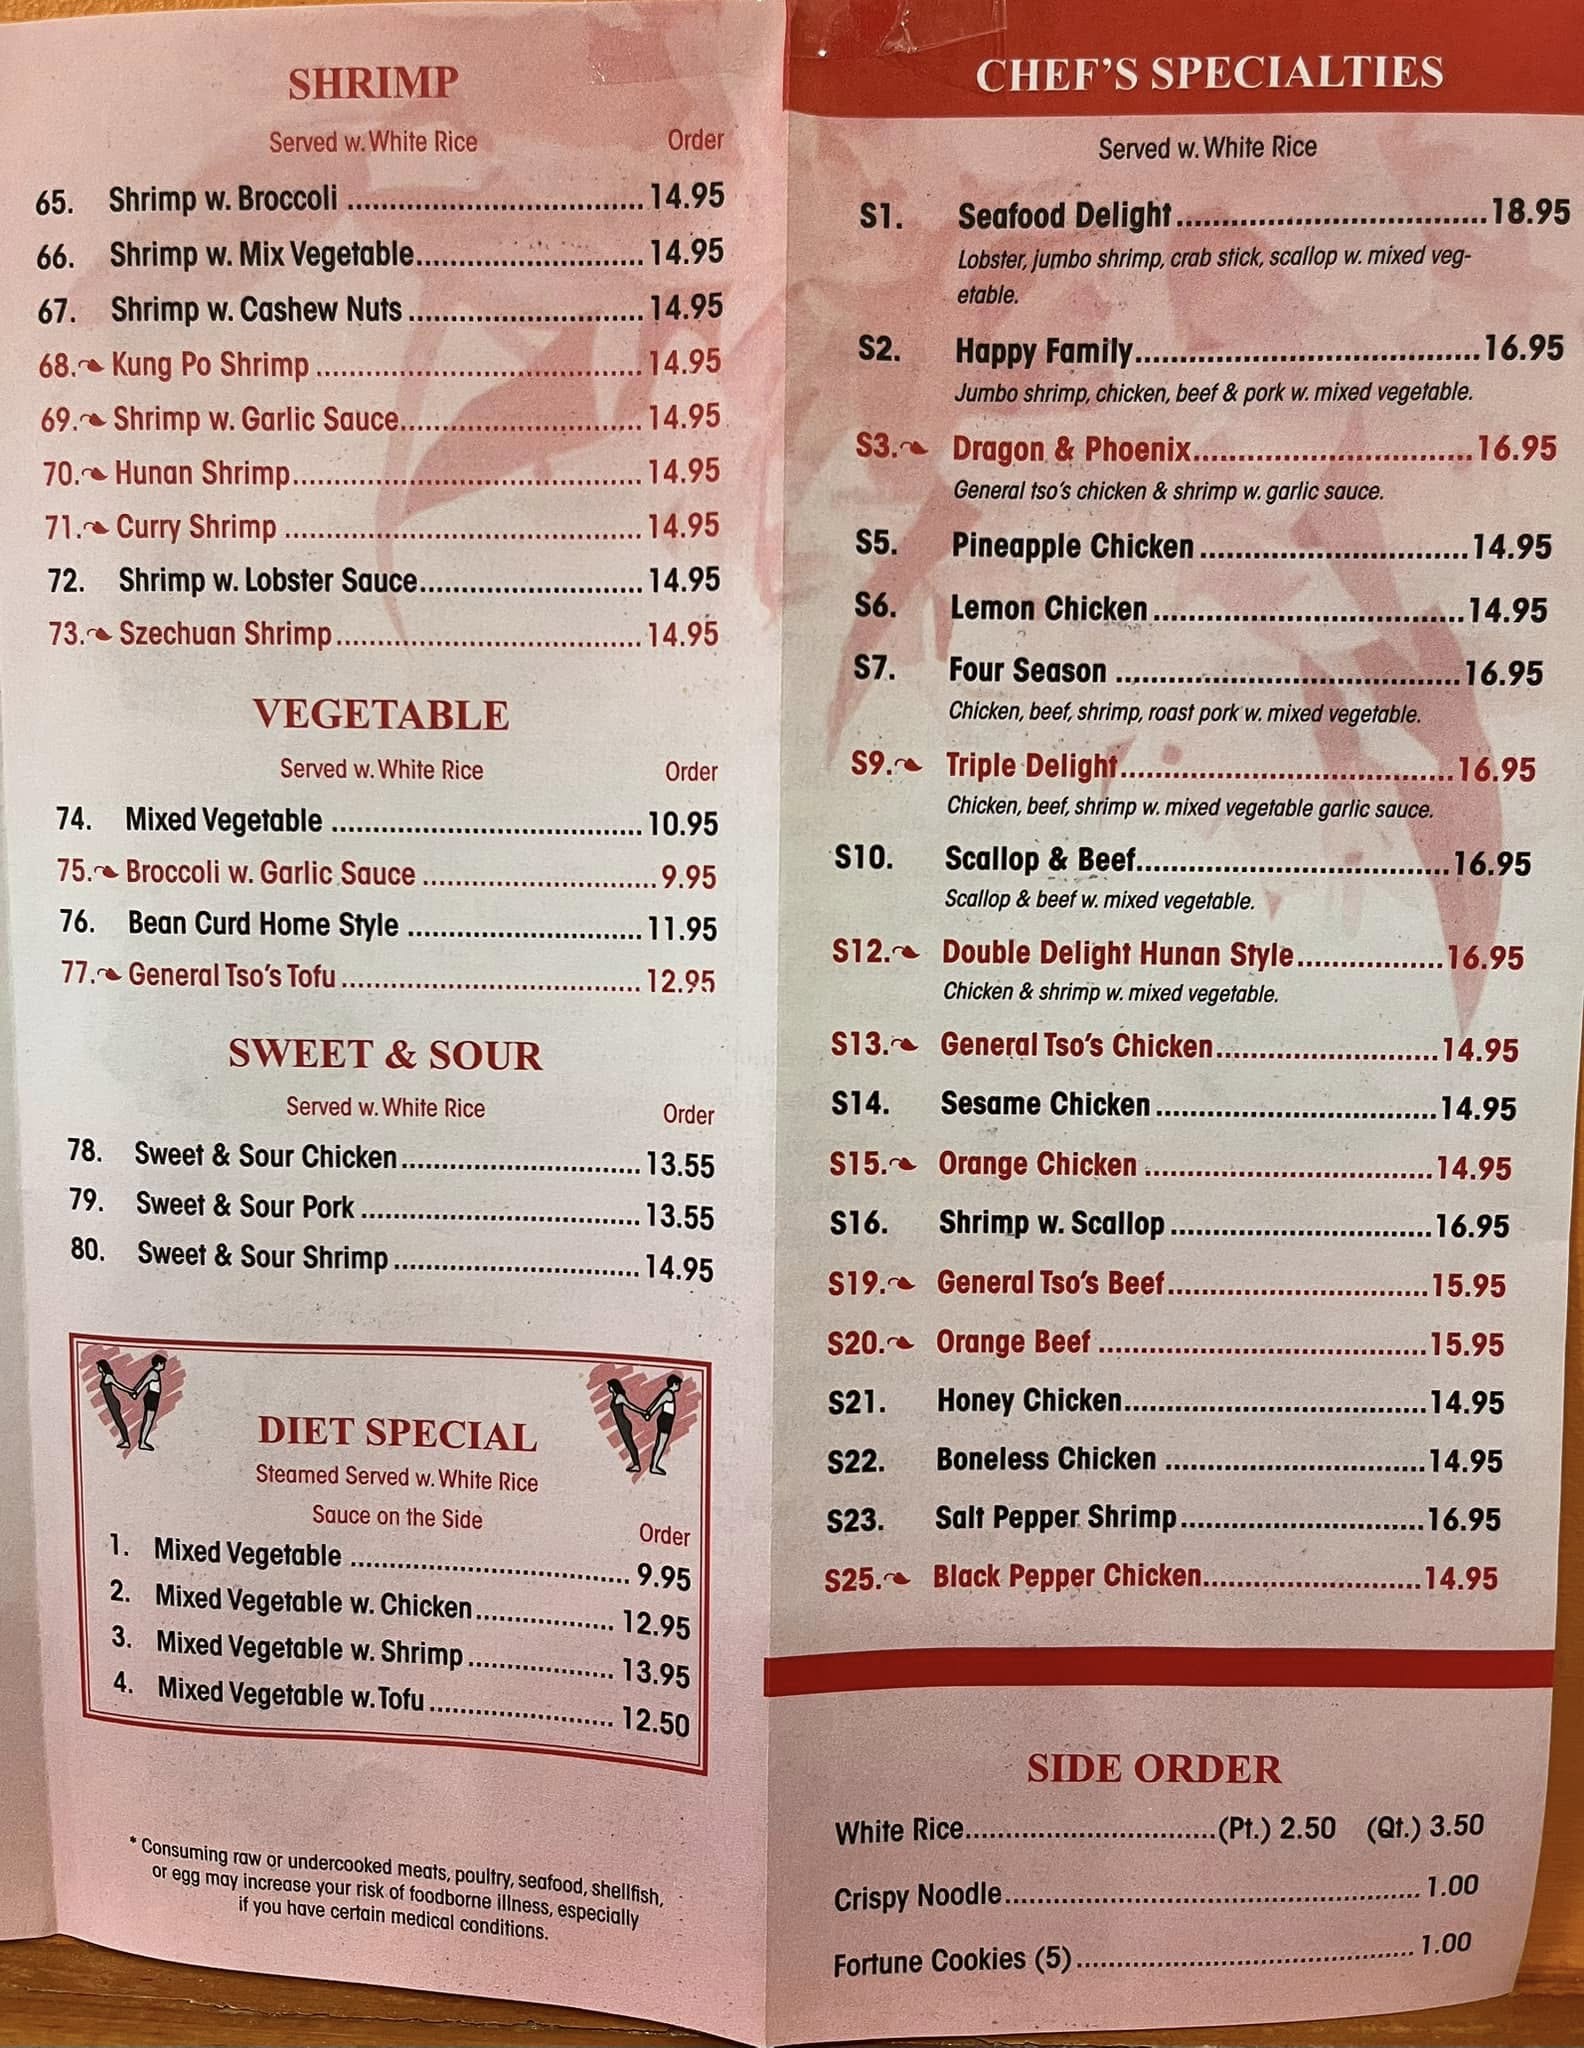 SHRIMP
Served w. White Rice Order
65. Shrimp w. Broccoli ................................... 14.95
66. Shrimp w. Mix Vegetable........................... 14.95
67. Shrimp w. Cashew Nuts ............................ 14.95
68. Kung Po Shrimp ....................................... 14.95
69. Shrimp w. Garlic Sauce............................. 14.95
70. Hunan Shrimp.......................................... 14.95
71. Curry Shrimp ........................................... 14.95
72. Shrimp w. Lobster Sauce........................... 14.95
73. Szechuan Shrimp..................................... 14.95
VEGETABLE
Served w. White Rice Order
74. Mixed Vegetable ..................................... 10.95
75. Broccoli w. Garlic Sauce ............................ 9.95
76. Bean Curd Home Style ............................ 11.95
77. General Tso's Tofu .................................... 12.95
SWEET & SOUR
Served w. White Rice Order
78. Sweet & Sour Chicken............................. 13.55
79. Sweet & Sour Pork .................................. 13.55
80. Sweet & Sour Shrimp .............................. 14.95
DIET SPECIAL
Steamed Served w. White Rice
Sauce on the Side
Order
1. Mixed Vegetable .................................. 9.95
2. Mixed Vegetable w. Chicken................. 12.95
3. Mixed Vegetable w. Shrimp .................. 13.95
4. Mixed Vegetable w. Tofu ....................... 12.50
* Consuming raw or undercooked meats, poultry, seafood, shellfish,
or egg may increase your risk of foodborne illness, especially
if you have certain medical conditions.
CHEF'S SPECIALTIES
Served w. White Rice
S1. Seafood Delight .................................... 18.95
Lobster, jumbo shrimp, crab stick, scallop w. mixed veg-
etable.
S2. Happy Family........................................ 16.95
Jumbo shrimp, chicken, beef & pork w. mixed vegetable.
S3. Dragon & Phoenix................................. 16.95
General tso's chicken & shrimp w. garlic sauce.
S5. Pineapple Chicken ................................ 14.95
S6. Lemon Chicken ..................................... 14.95
S7. Four Season .......................................... 16.95
Chicken, beef, shrimp, roast pork w. mixed vegetable.
S9. Triple Delight........................................ 16.95
Chicken, beef, shrimp w. mixed vegetable garlic sauce.
S10. Scallop & Beef...................................... 16.95
Scallop & beef w. mixed vegetable.
S12. Double Delight Hunan Style................. 16.95
Chicken & shrimp w. mixed vegetable.
S13. General Tso's Chicken.......................... 14.95
S14. Sesame Chicken .................................. 14.95
S15. Orange Chicken ................................... 14.95
S16. Shrimp w. Scallop ................................ 16.95
S19. General Tso's Beef............................... 15.95
S20. Orange Beef ........................................ 15.95
S21. Honey Chicken..................................... 14.95
S22. Boneless Chicken ................................ 14.95
S23. Salt Pepper Shrimp.............................. 16.95
S25. Black Pepper Chicken.......................... 14.95
SIDE ORDER
White Rice..............................(Pt.) 2.50 (Qt.) 3.50
Crispy Noodle................................................. 1.00
Fortune Cookies (5)........................................ 1.00